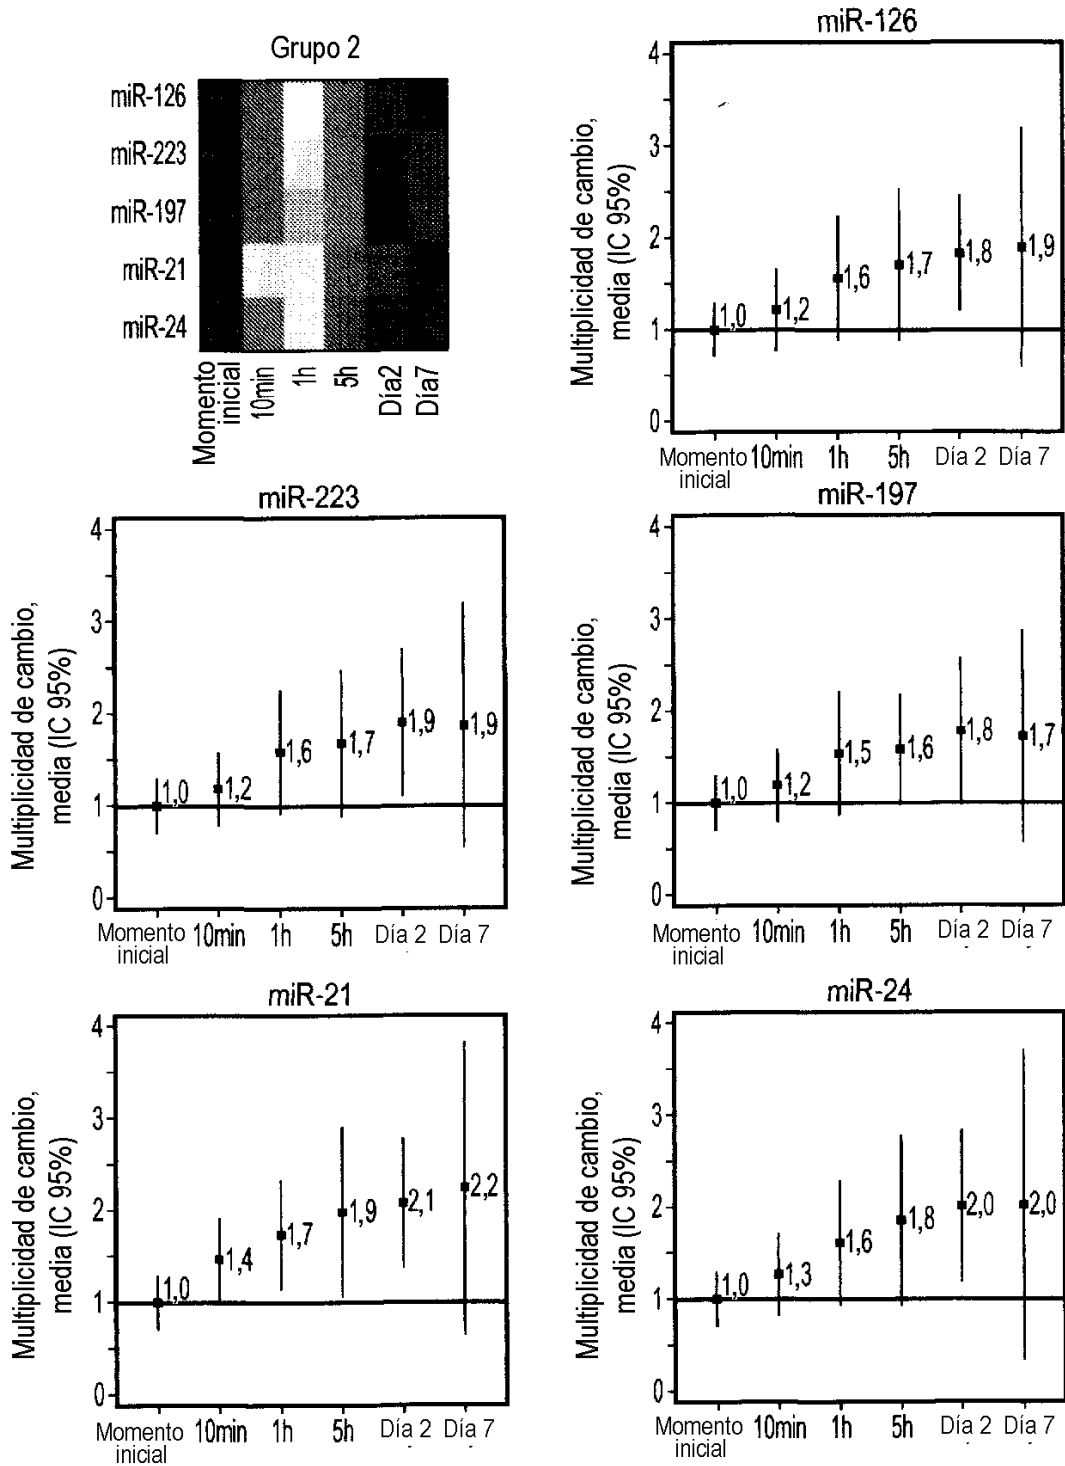 Grupo 2
miR-126
miR-223
miR-197
miR-21
miR-24
Momento
inicial
10min
1h
5h
Día2
Día7
miR-126
Multiplicidad de cambio,
media (IC 95%)
4
3
2
1
0
1,0
1,2
1,6
1,7
1,8
1,9
Momento 10min 1h 5h Día 2 Día 7
inicial
miR-223
Multiplicidad de cambio,
media (IC 95%)
4
3
2
1
0
1,0
1,2
1,6
1,7
1,9
1,9
Momento 10min 1h 5h Día 2 Día 7
inicial
miR-197
Multiplicidad de cambio,
media (IC 95%)
4
3
2
1
0
1,0
1,2
1,5
1,6
1,8
1,7
Momento 10min 1h 5h Día 2 Día 7
inicial
miR-21
Multiplicidad de cambio,
media (IC 95%)
4
3
2
1
0
1,0
1,4
1,7
1,9
2,1
2,2
Momento 10min 1h 5h Día 2 Día 7
inicial
miR-24
Multiplicidad de cambio,
media (IC 95%)
4
3
2
1
0
1,0
1,3
1,6
1,8
2,0
2,0
Momento 10min 1h 5h Día 2 Día 7
inicial